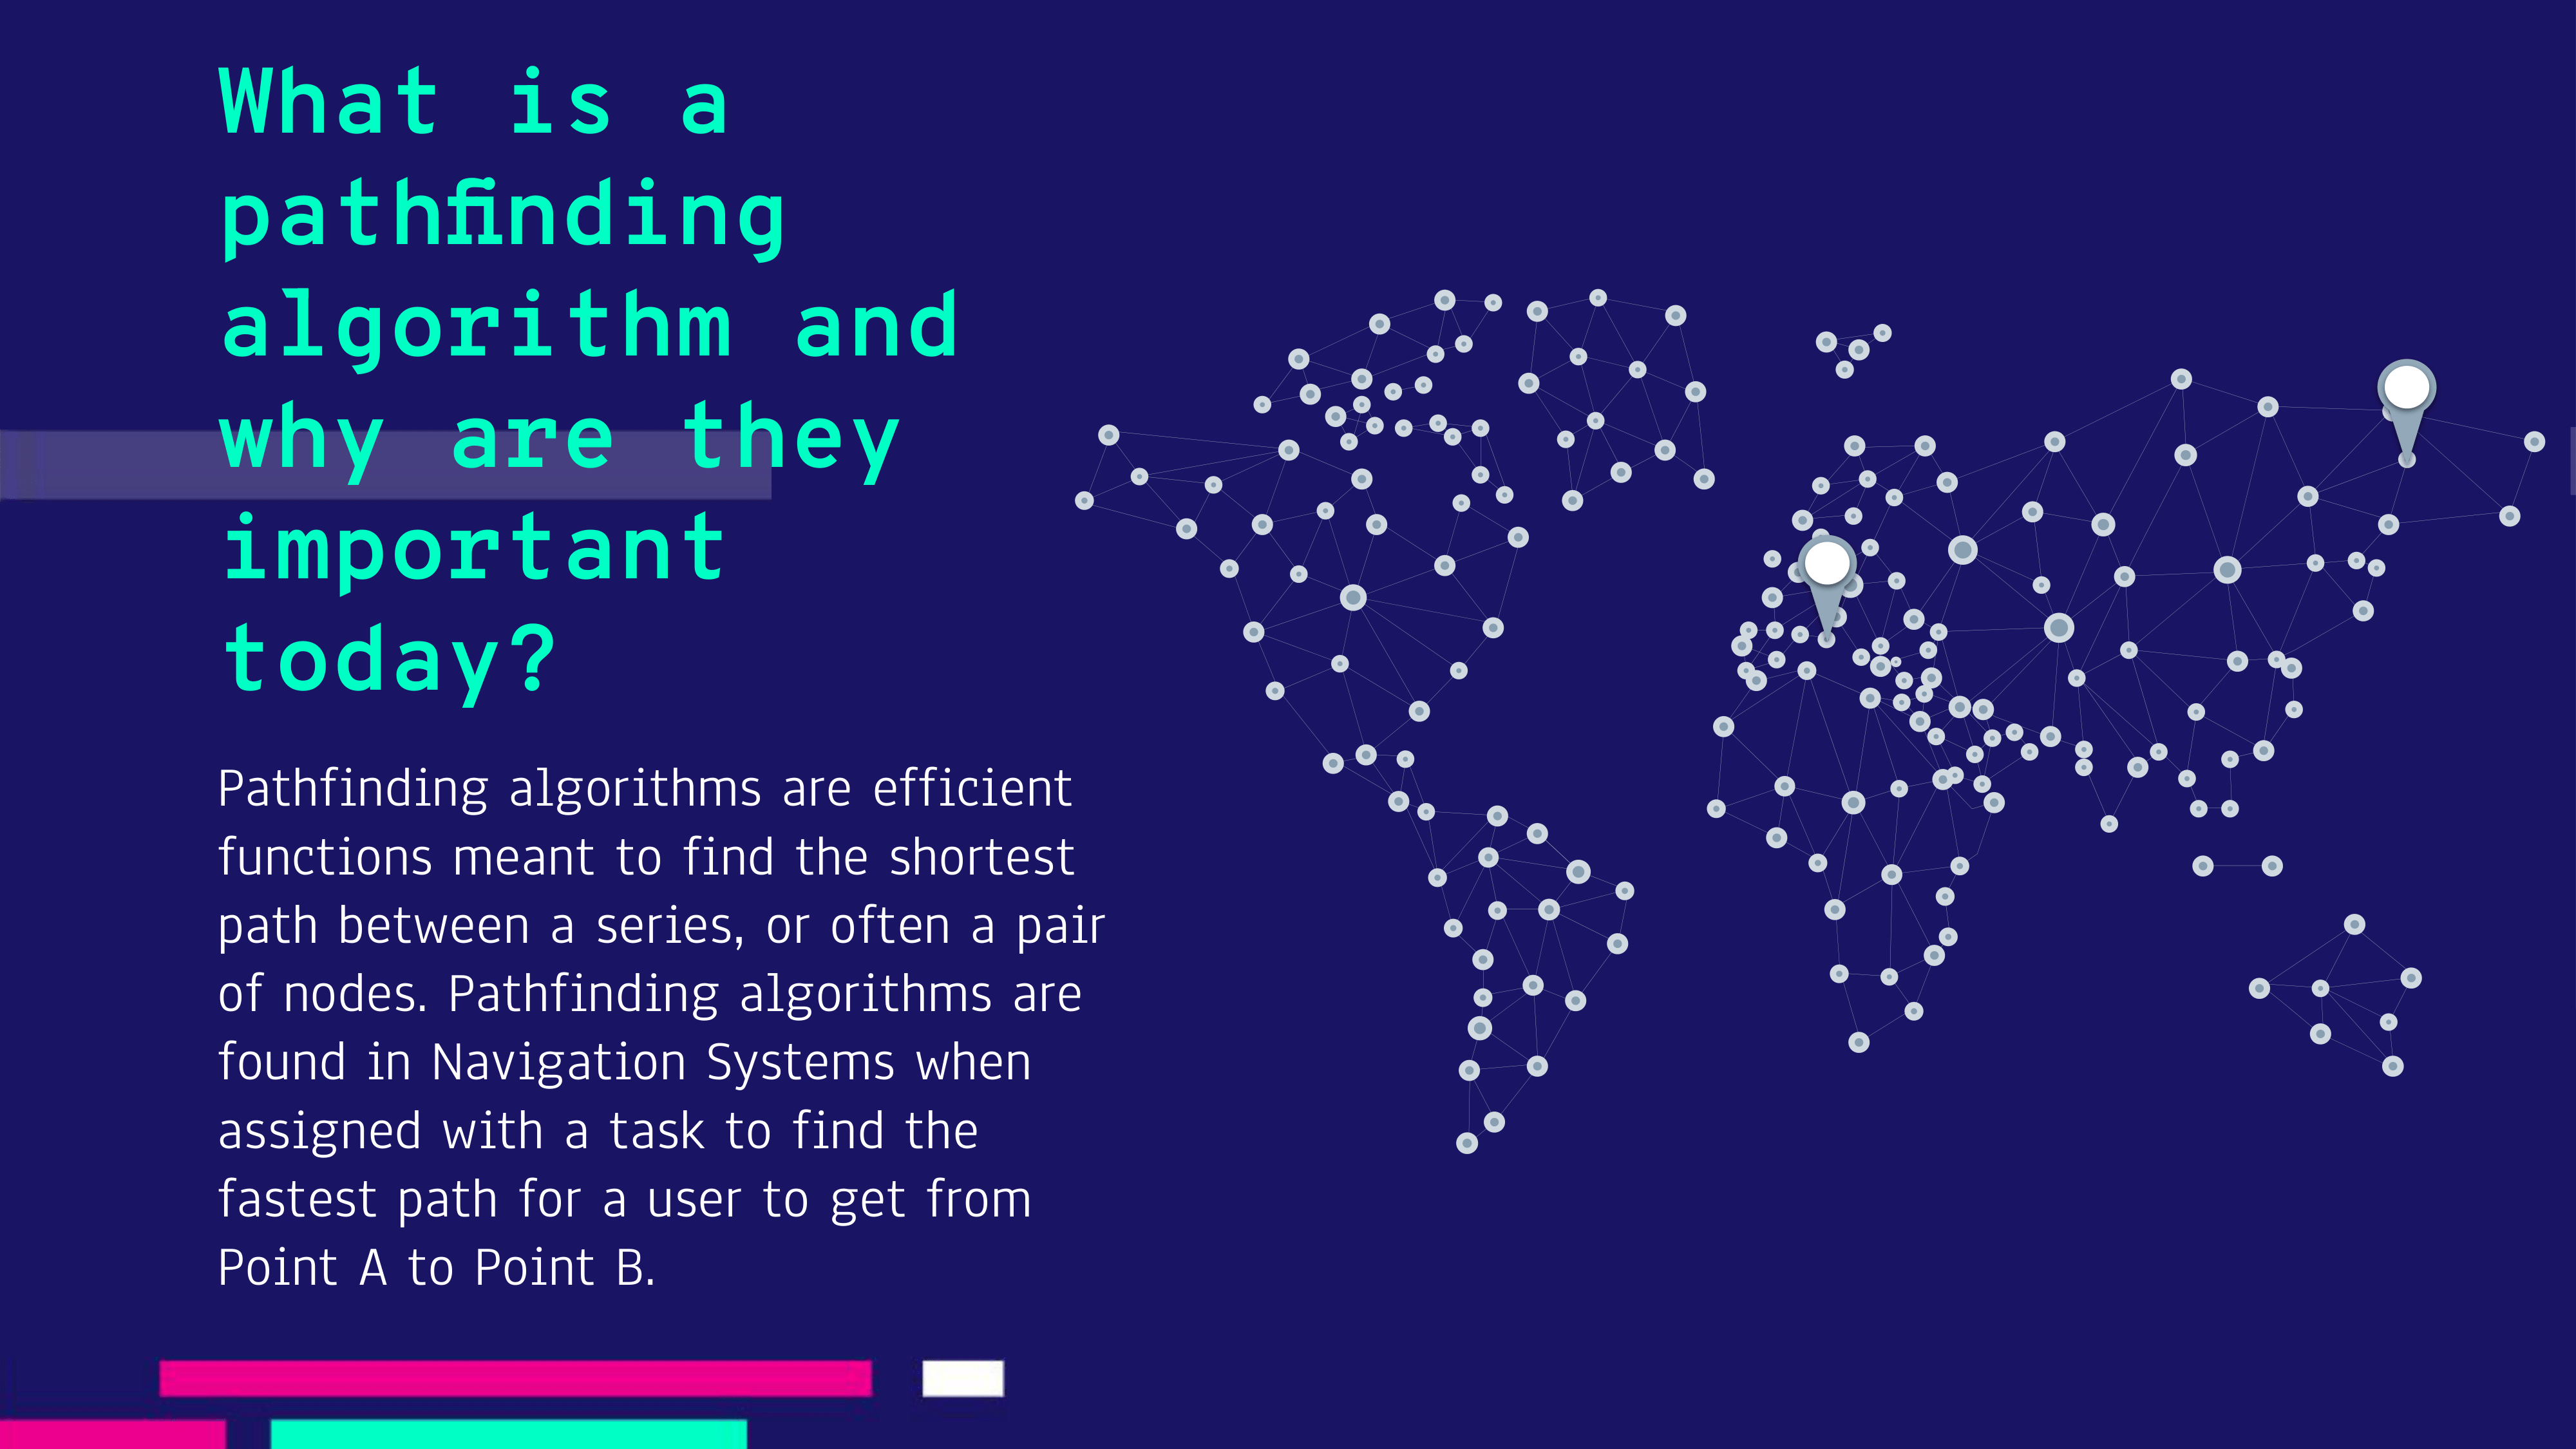 What is a
pathfinding
algorithm and
why are they
important
today?
Pathfinding algorithms are efficient
functions meant to find the shortest
path between a series, or often a pair
of nodes. Pathfinding algorithms are
found in Navigation Systems when
assigned with a task to find the
fastest path for a user to get from
Point A to Point B.